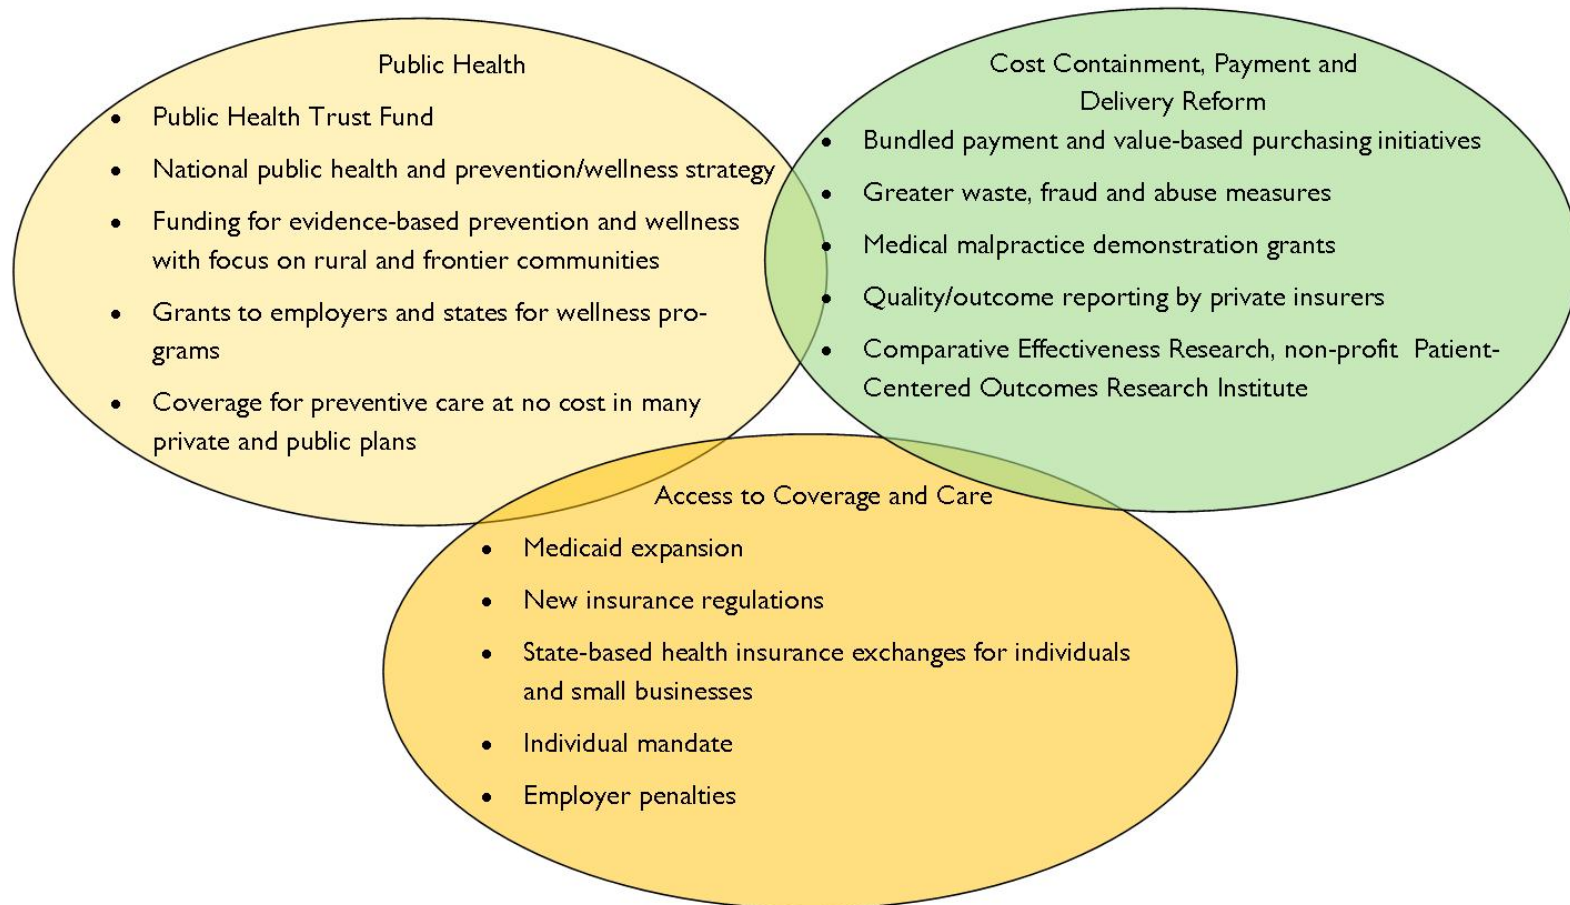 Public Health
• Public Health Trust Fund
• National public health and prevention/wellness strategy
• Funding for evidence-based prevention and wellness
with focus on rural and frontier communities
• Grants to employers and states for wellness pro-
grams
• Coverage for preventive care at no cost in many
private and public plans
Cost Containment, Payment and
Delivery Reform
• Bundled payment and value-based purchasing initiatives
• Greater waste, fraud and abuse measures
• Medical malpractice demonstration grants
• Quality/outcome reporting by private insurers
• Comparative Effectiveness Research, non-profit Patient-
Centered Outcomes Research Institute
Access to Coverage and Care
• Medicaid expansion
• New insurance regulations
• State-based health insurance exchanges for individuals
and small businesses
• Individual mandate
• Employer penalties